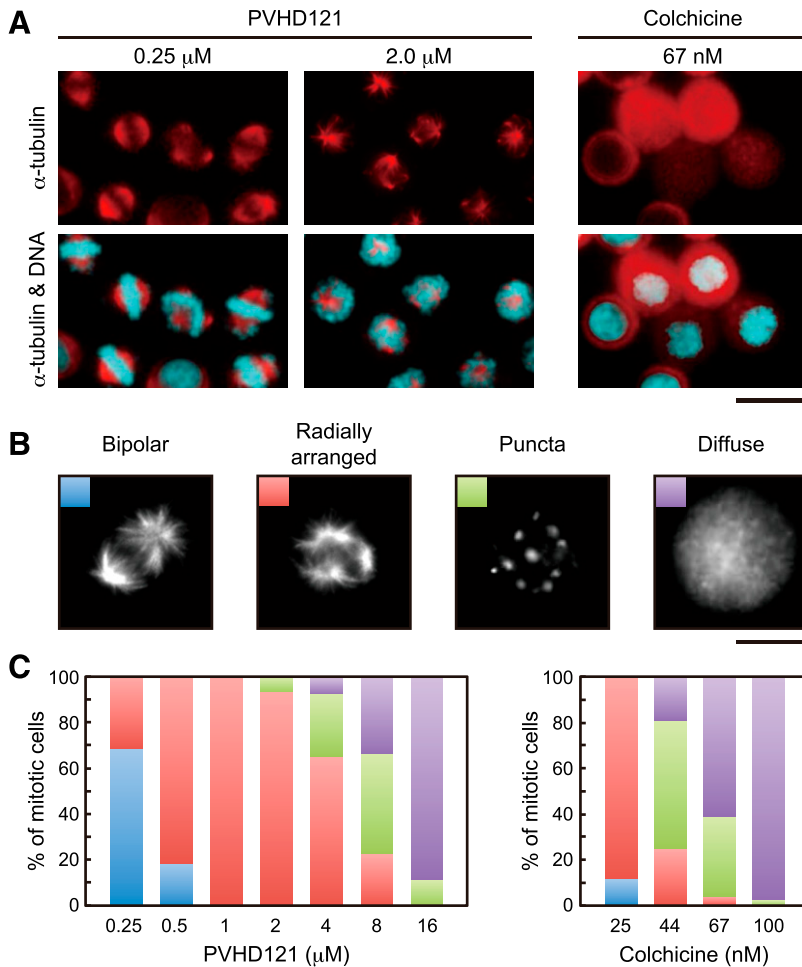 A
PVHD121
Colchicine
0.25 μM
2.0 μM
67 nM
α-tubulin
α-tubulin & DNA
B
Bipolar
Radially
arranged
Puncta
Diffuse
C
% of mitotic cells
100
80
60
40
20
0
0.25 0.5 1 2 4 8 16
PVHD121 (μM)
% of mitotic cells
100
80
60
40
20
0
25 44 67 100
Colchicine (nM)